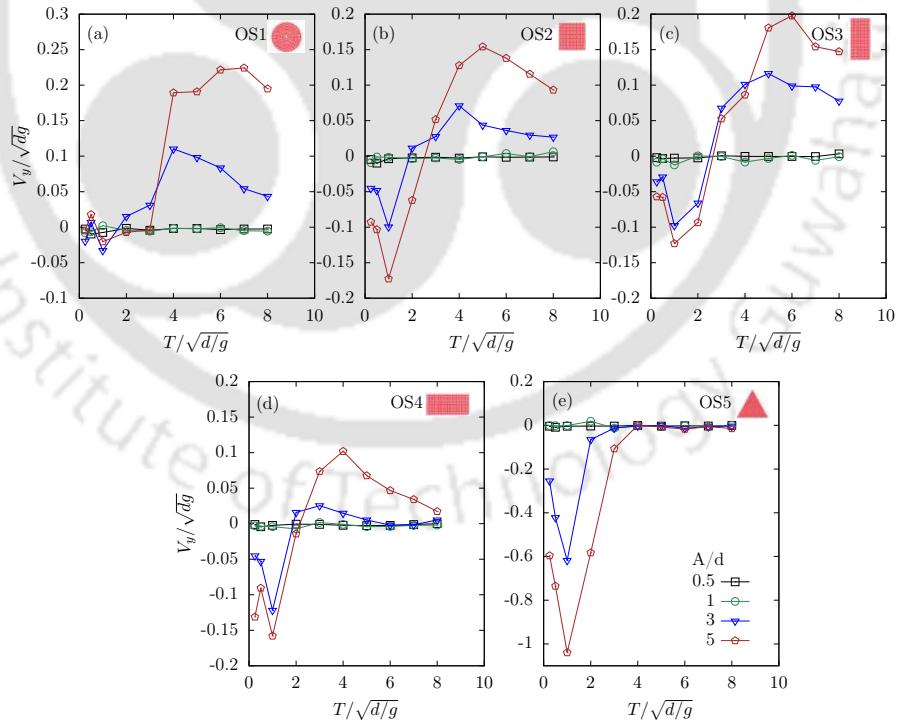 (a) OS1
0.3
0.25
0.2
0.15
0.1
0.05
0
-0.05
-0.1
V_y/√dg
0 2 4 6 8 10
T/√d/g
(b) OS2
0.2
0.15
0.1
0.05
0
-0.05
-0.1
-0.15
-0.2
0 2 4 6 8 10
T/√d/g
(c) OS3
0.2
0.15
0.1
0.05
0
-0.05
-0.1
-0.15
-0.2
0 2 4 6 8 10
T/√d/g
(d) OS4
0.2
0.15
0.1
0.05
0
-0.05
-0.1
-0.15
-0.2
V_y/√dg
0 2 4 6 8 10
T/√d/g
(e) OS5
0.2
0
-0.2
-0.4
-0.6
-0.8
-1
A/d
0.5
1
3
5
0 2 4 6 8 10
T/√d/g
Institute of Technology Guwahati